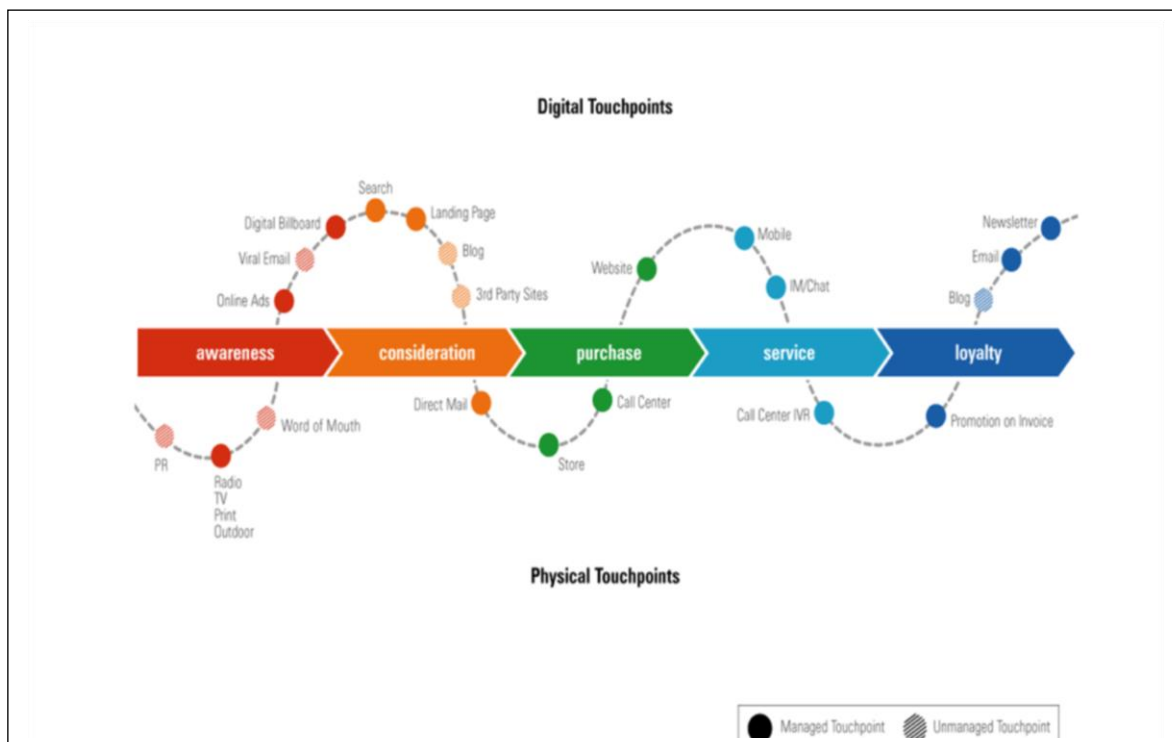 Digital Touchpoints
Search
Digital Billboard
Landing Page
Viral Email
Blog
Online Ads
3rd Party Sites
Website
Mobile
IM/Chat
Newsletter
Email
Blog
awareness
consideration
purchase
service
loyalty
PR
Radio
TV
Print
Outdoor
Word of Mouth
Direct Mail
Store
Call Center
Call Center IVR
Promotion on Invoice
Physical Touchpoints
Managed Touchpoint
Unmanaged Touchpoint